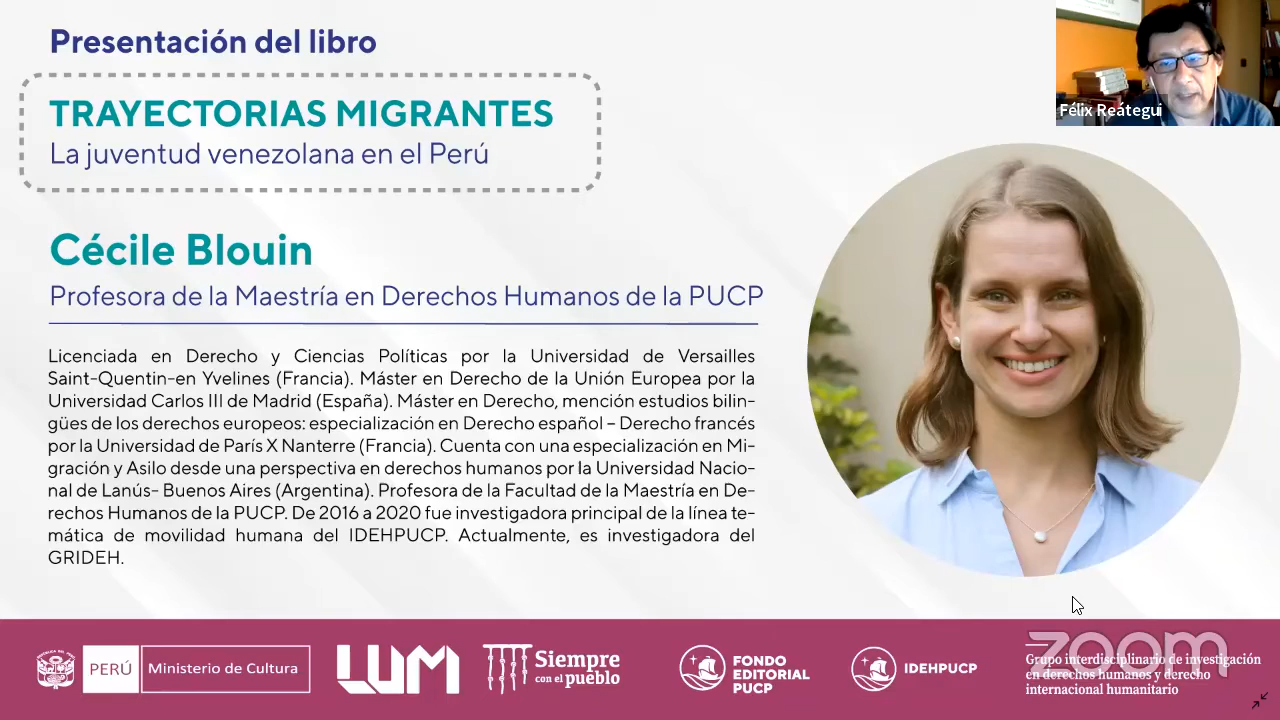 Presentación del libro
TRAYECTORIAS MIGRANTES
La juventud venezolana en el Perú
Félix Reátegui
Cécile Blouin
Profesora de la Maestría en Derechos Humanos de la PUCP
Licenciada en Derecho y Ciencias Políticas por la Universidad de Versailles
Saint-Quentin-en Yvelines (Francia). Máster en Derecho de la Unión Europea por la
Universidad Carlos III de Madrid (España). Máster en Derecho, mención estudios bilin-
gües de los derechos europeos: especialización en Derecho español – Derecho francés
por la Universidad de París X Nanterre (Francia). Cuenta con una especialización en Mi-
gración y Asilo desde una perspectiva en derechos humanos por la Universidad Nacio-
nal de Lanús- Buenos Aires (Argentina). Profesora de la Facultad de la Maestría en De-
rechos Humanos de la PUCP. De 2016 a 2020 fue investigadora principal de la línea te-
mática de movilidad humana del IDEHPUCP. Actualmente, es investigadora del
GRIDEH.
PERÚ
Ministerio de Cultura
LUM
Siempre
con el pueblo
FONDO
EDITORIAL
PUCP
IDEHPUCP
zoom
Grupo interdisciplinario de investigación
en derechos humanos y derecho
internacional humanitario